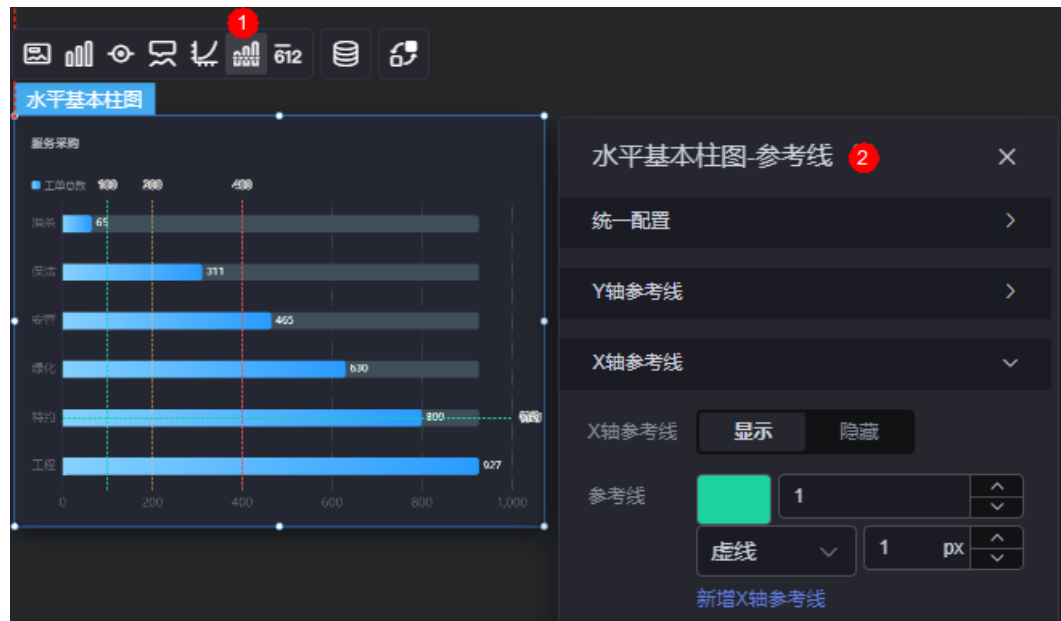 1
612
水平基本柱图
服务采购
工单总数 100 200 400
消杀 65
保洁 311
安管 465
绿化 630
特约 800
工程 927
0 200 400 600 800 1,000
水平基本柱图-参考线 2
统一配置
Y轴参考线
X轴参考线
X轴参考线 显示 隐藏
参考线 1
虚线 1 px
新增X轴参考线